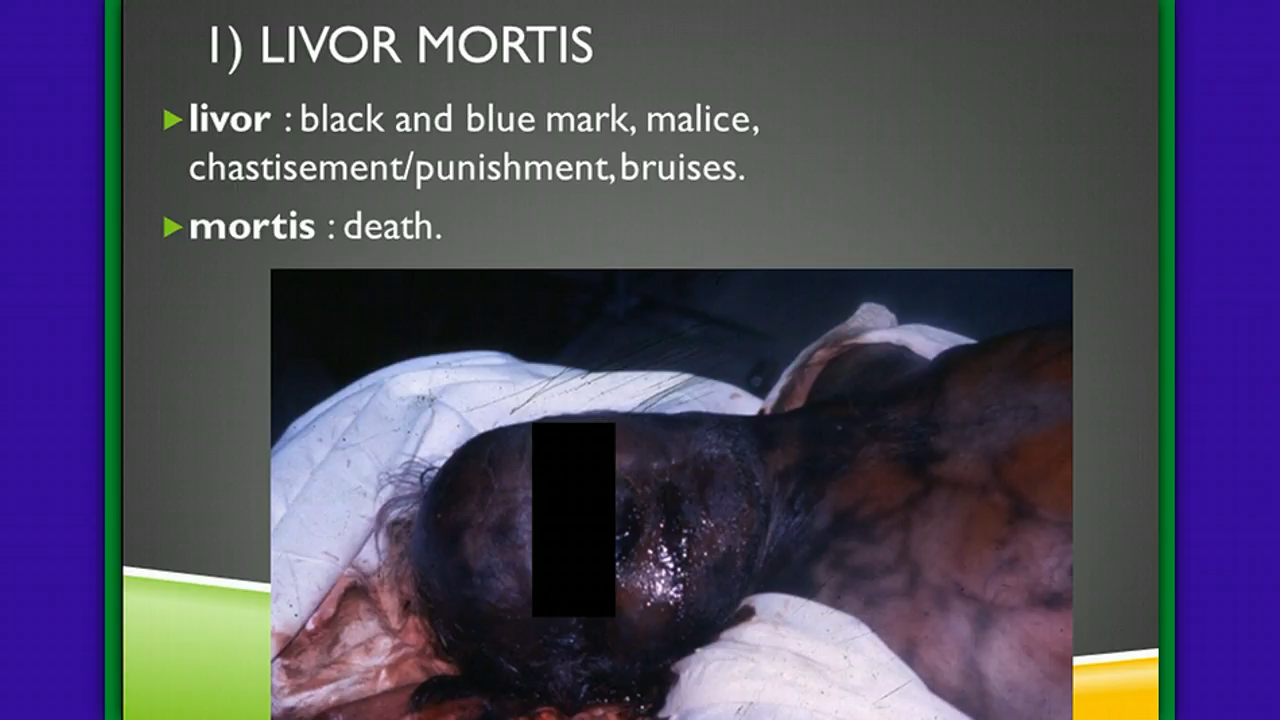 1) LIVOR MORTIS
livor : black and blue mark, malice,
chastisement/punishment, bruises.
mortis : death.